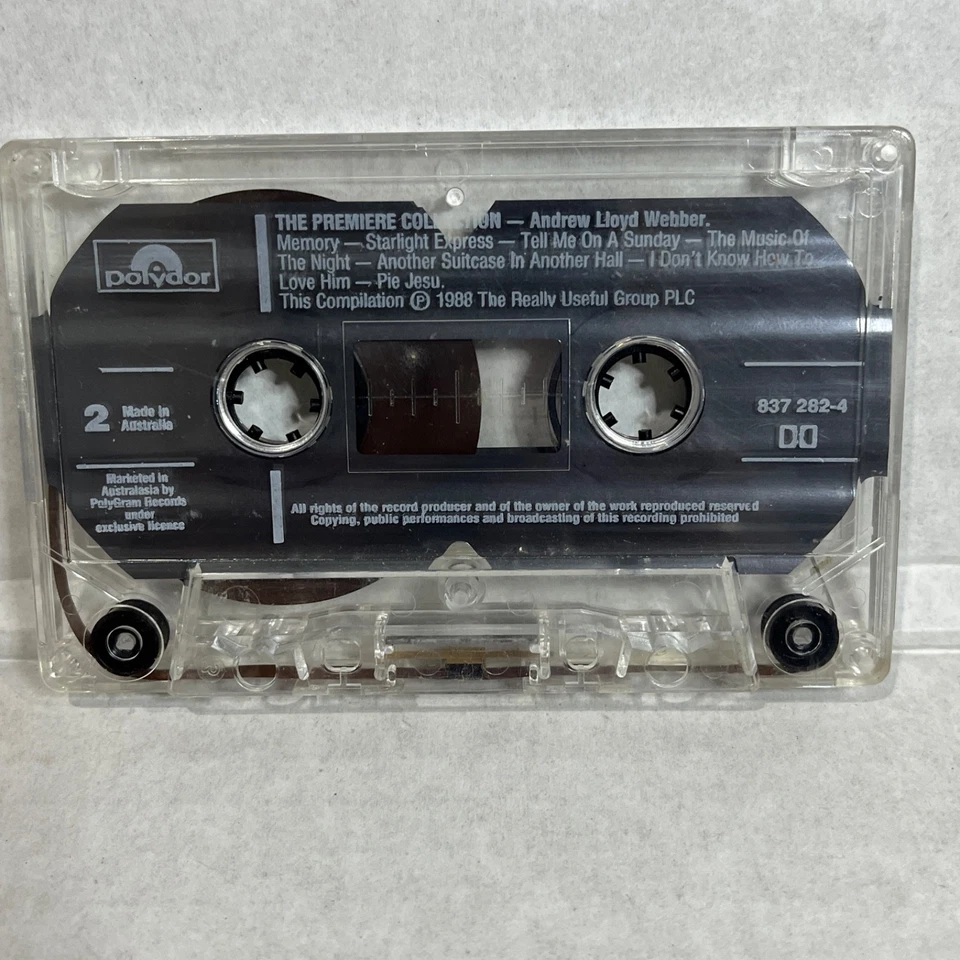 polydor
THE PREMIERE COLLECTION — Andrew Lloyd Webber.
Memory — Starlight Express — Tell Me On A Sunday — The Music Of
The Night — Another Suitcase In Another Hall — I Don't Know How To
Love Him — Pie Jesu.
This Compilation ℗ 1988 The Really Useful Group PLC
2
Made in
Australia
837 282-4
Marketed in
Australasia by
PolyGram Records
under
exclusive licence
All rights of the record producer and of the owner of the work reproduced reserved
Copying, public performances and broadcasting of this recording prohibited